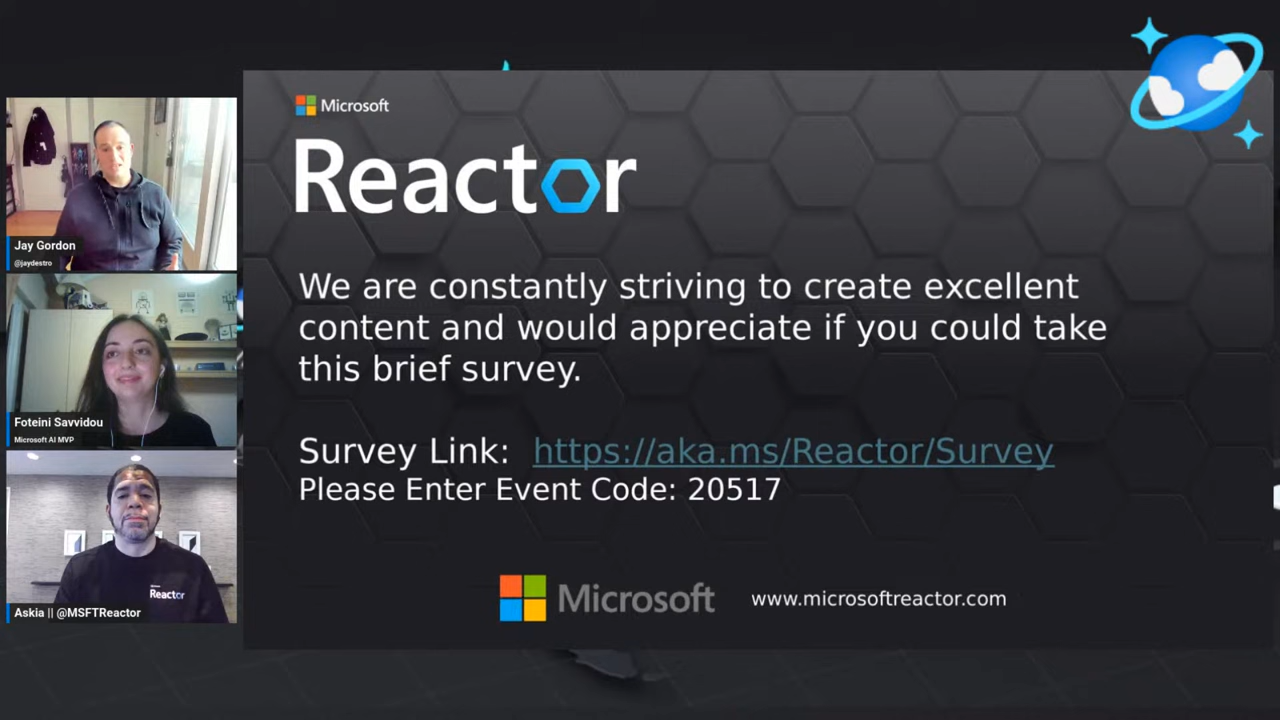 Jay Gordon
@jaydestro
Foteini Savvidou
Microsoft AI MVP
Askia || @MSFTReactor
Reactor
Microsoft
Reactor
We are constantly striving to create excellent
content and would appreciate if you could take
this brief survey.
Survey Link: https://aka.ms/Reactor/Survey
Please Enter Event Code: 20517
Microsoft
www.microsoftreactor.com